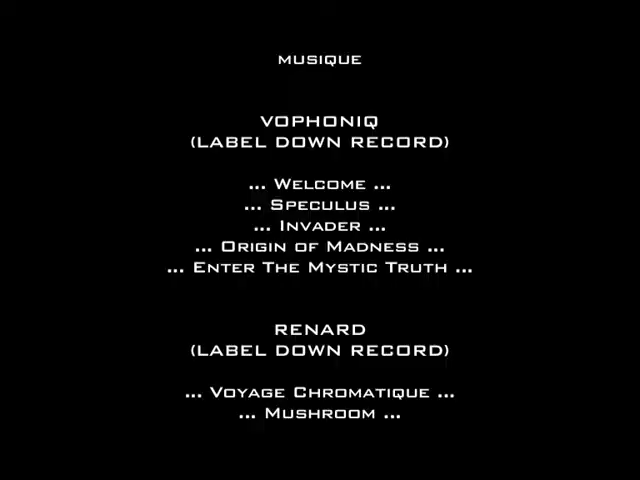 MUSIQUE
VOPHONIQ
(LABEL DOWN RECORD)
... Welcome ...
... Speculus ...
... Invader ...
... Origin of Madness ...
... Enter The Mystic Truth ...
RENARD
(LABEL DOWN RECORD)
... Voyage Chromatique ...
... Mushroom ...